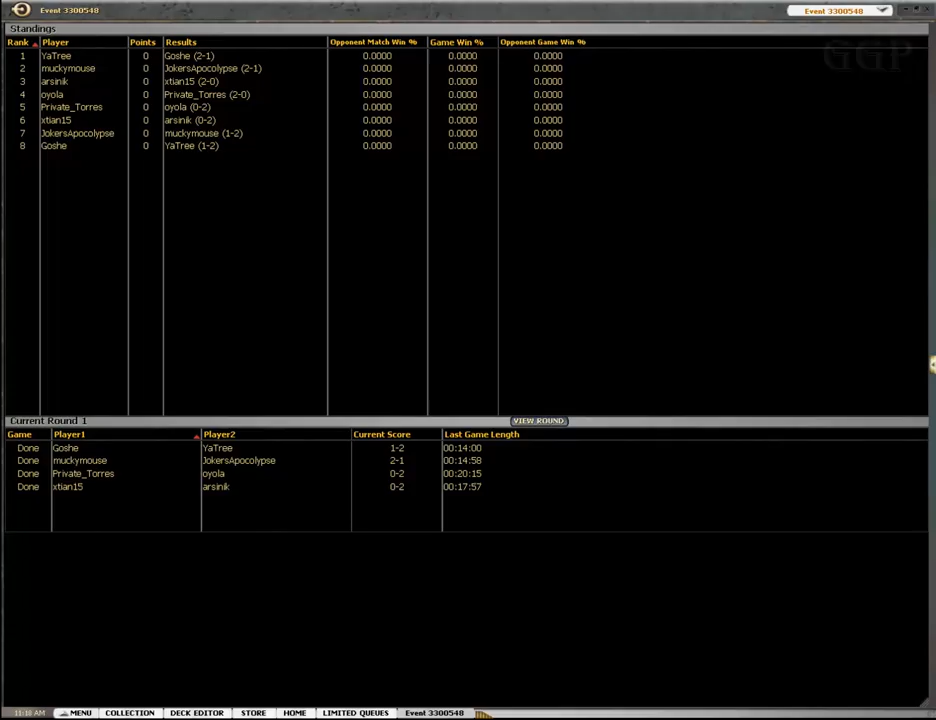 Event 3300548
Event 3300548
Standings
GGP
Rank Player Points Results Opponent Match Win % Game Win % Opponent Game Win %
1 YaTree 0 Goshe (2-1) 0.0000 0.0000 0.0000
2 muckymouse 0 JokersApocolypse (2-1) 0.0000 0.0000 0.0000
3 arsinik 0 xtian15 (2-0) 0.0000 0.0000 0.0000
4 oyola 0 Private_Torres (2-0) 0.0000 0.0000 0.0000
5 Private_Torres 0 oyola (0-2) 0.0000 0.0000 0.0000
6 xtian15 0 arsinik (0-2) 0.0000 0.0000 0.0000
7 JokersApocolypse 0 muckymouse (1-2) 0.0000 0.0000 0.0000
8 Goshe 0 YaTree (1-2) 0.0000 0.0000 0.0000
Current Round 1 VIEW ROUND
Game Player1 Player2 Current Score Last Game Length
Done Goshe YaTree 1-2 00:14:00
Done muckymouse JokersApocolypse 2-1 00:14:58
Done Private_Torres oyola 0-2 00:20:15
Done xtian15 arsinik 0-2 00:17:57
11:18 AM MENU COLLECTION DECK EDITOR STORE HOME LIMITED QUEUES Event 3300548